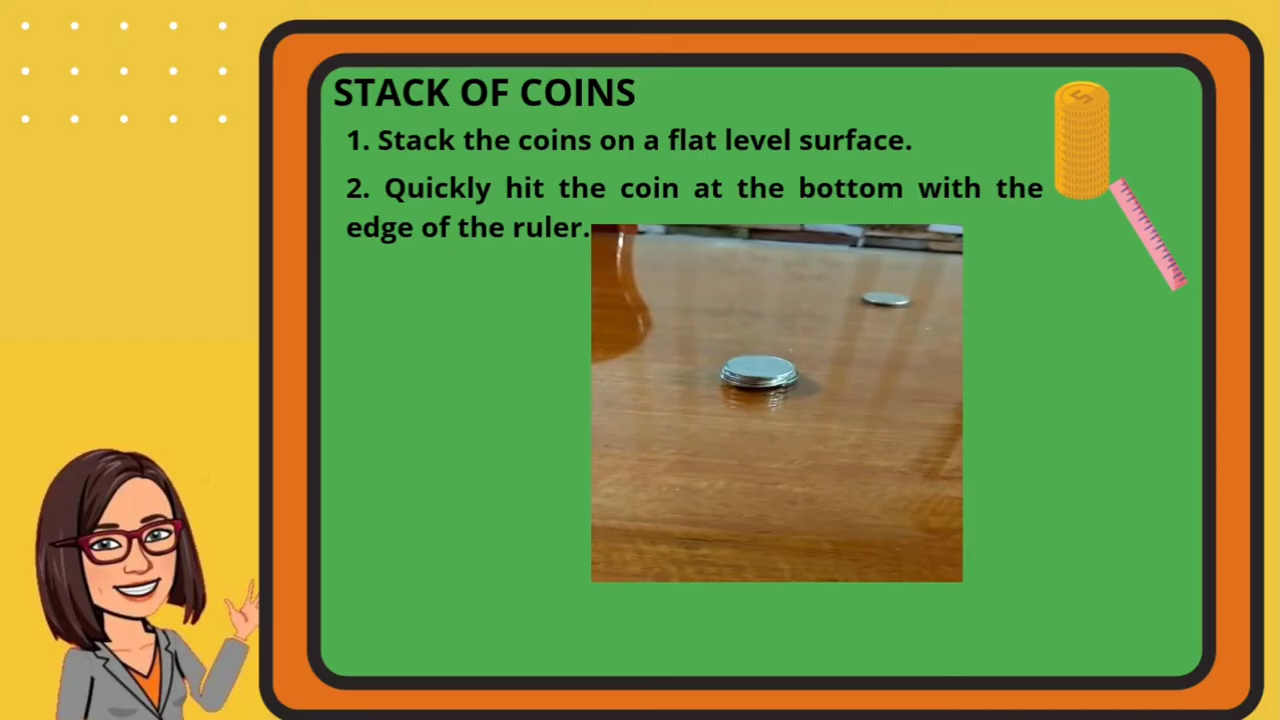 STACK OF COINS
1. Stack the coins on a flat level surface.
2. Quickly hit the coin at the bottom with the
edge of the ruler.
5